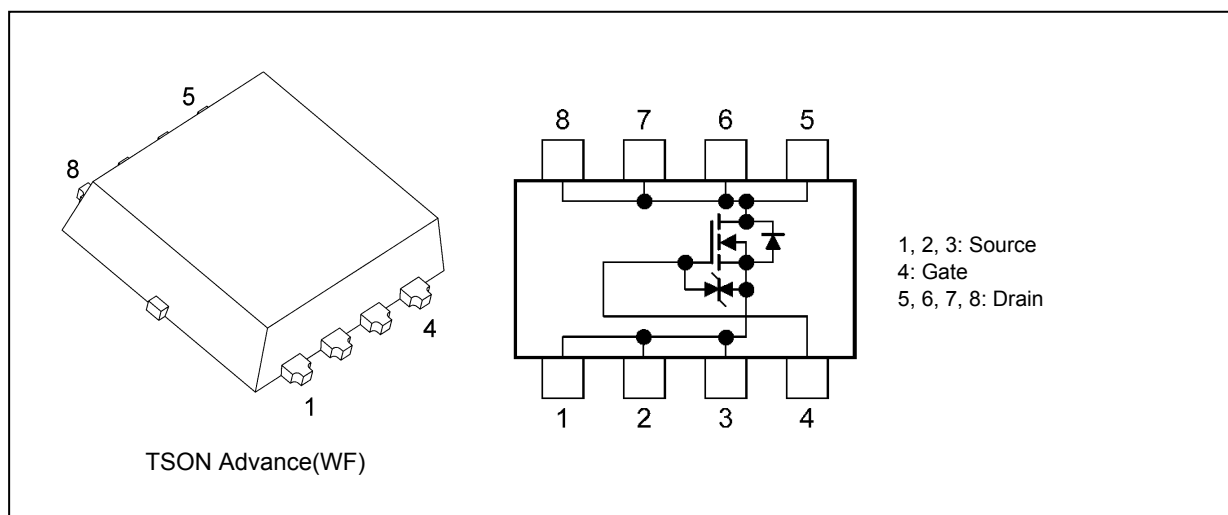 5
8
4
1
TSON Advance(WF)
8 7 6 5
1 2 3 4
1, 2, 3: Source
4: Gate
5, 6, 7, 8: Drain